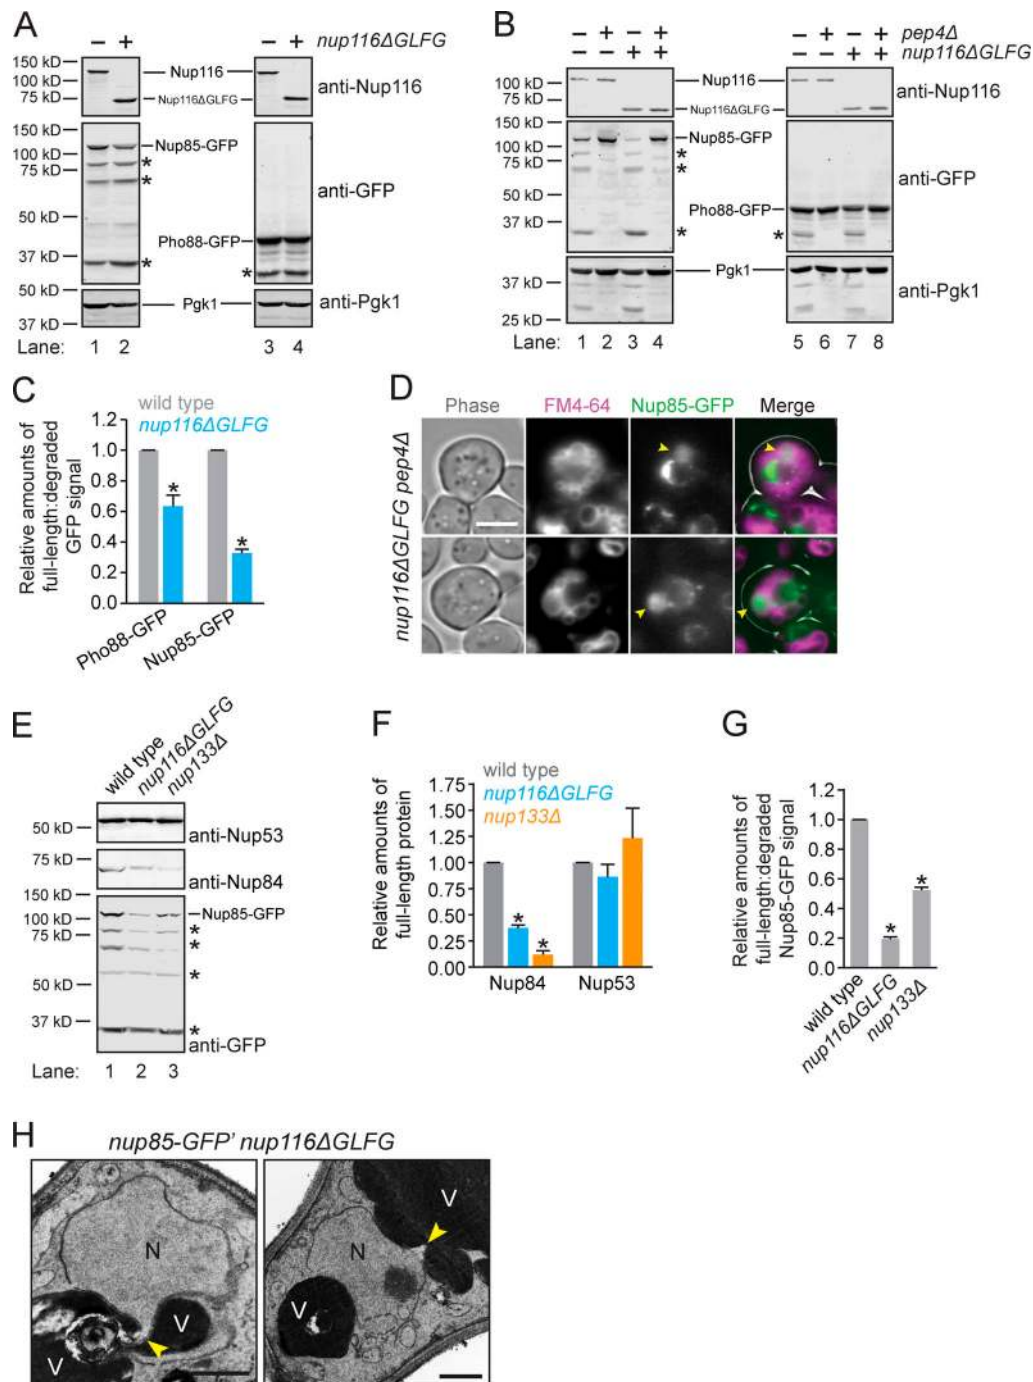 A
– + nup116ΔGLFG – +
150 kD
100 kD
75 kD
Nup116
Nup116ΔGLFG
anti-Nup116
150 kD
100 kD
75 kD
50 kD
37 kD
Nup85-GFP
*
*
*
Pho88-GFP
*
anti-GFP
50 kD
37 kD
Pgk1
anti-Pgk1
Lane: 1 2 3 4
B
– + – + – + – + pep4Δ
– – + + – – + + nup116ΔGLFG
100 kD
75 kD
Nup116
Nup116ΔGLFG
anti-Nup116
150 kD
100 kD
75 kD
50 kD
37 kD
Nup85-GFP
*
*
Pho88-GFP
*
*
anti-GFP
37 kD
25 kD
Pgk1
anti-Pgk1
Lane: 1 2 3 4 5 6 7 8
C
wild type
nup116ΔGLFG
Relative amounts of
full-length:degraded
GFP signal
1.0
0.8
0.6
0.4
0.2
0.0
*
*
Pho88-GFP
Nup85-GFP
D
Phase FM4-64 Nup85-GFP Merge
nup116ΔGLFG pep4Δ
E
wild type
nup116ΔGLFG
nup133Δ
50 kD
anti-Nup53
75 kD
anti-Nup84
150 kD
100 kD
75 kD
50 kD
37 kD
Nup85-GFP
*
*
*
*
anti-GFP
Lane: 1 2 3
F
wild type
nup116ΔGLFG
nup133Δ
Relative amounts of
full-length protein
1.75
1.50
1.25
1.00
0.75
0.50
0.25
0.00
*
*
Nup84 Nup53
G
Relative amounts of
full-length:degraded
Nup85-GFP signal
1.0
0.8
0.6
0.4
0.2
0.0
*
*
wild type
nup116ΔGLFG
nup133Δ
H
nup85-GFP' nup116ΔGLFG
N
V
V
V
N
V